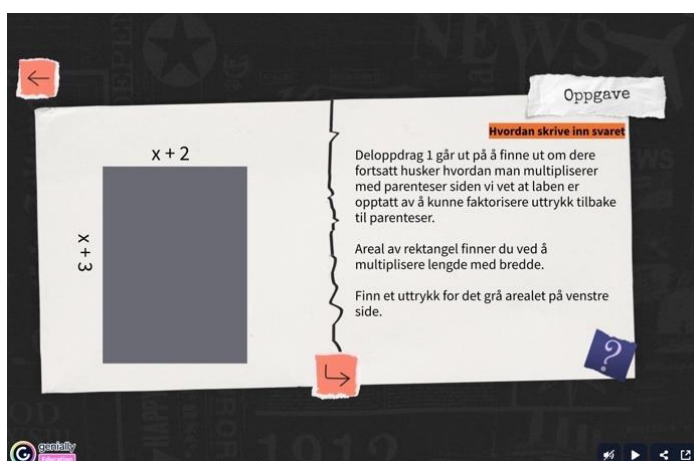 Oppgave
Hvordan skrive inn svaret
x + 2
x + 3
Deloppdrag 1 går ut på å finne ut om dere
fortsatt husker hvordan man multipliserer
med parenteser siden vi vet at laben er
opptatt av å kunne faktorisere uttrykk tilbake
til parenteser.
Areal av rektangel finner du ved å
multiplisere lengde med bredde.
Finn et uttrykk for det grå arealet på venstre
side.
?
NEWS
1912
genially
Education